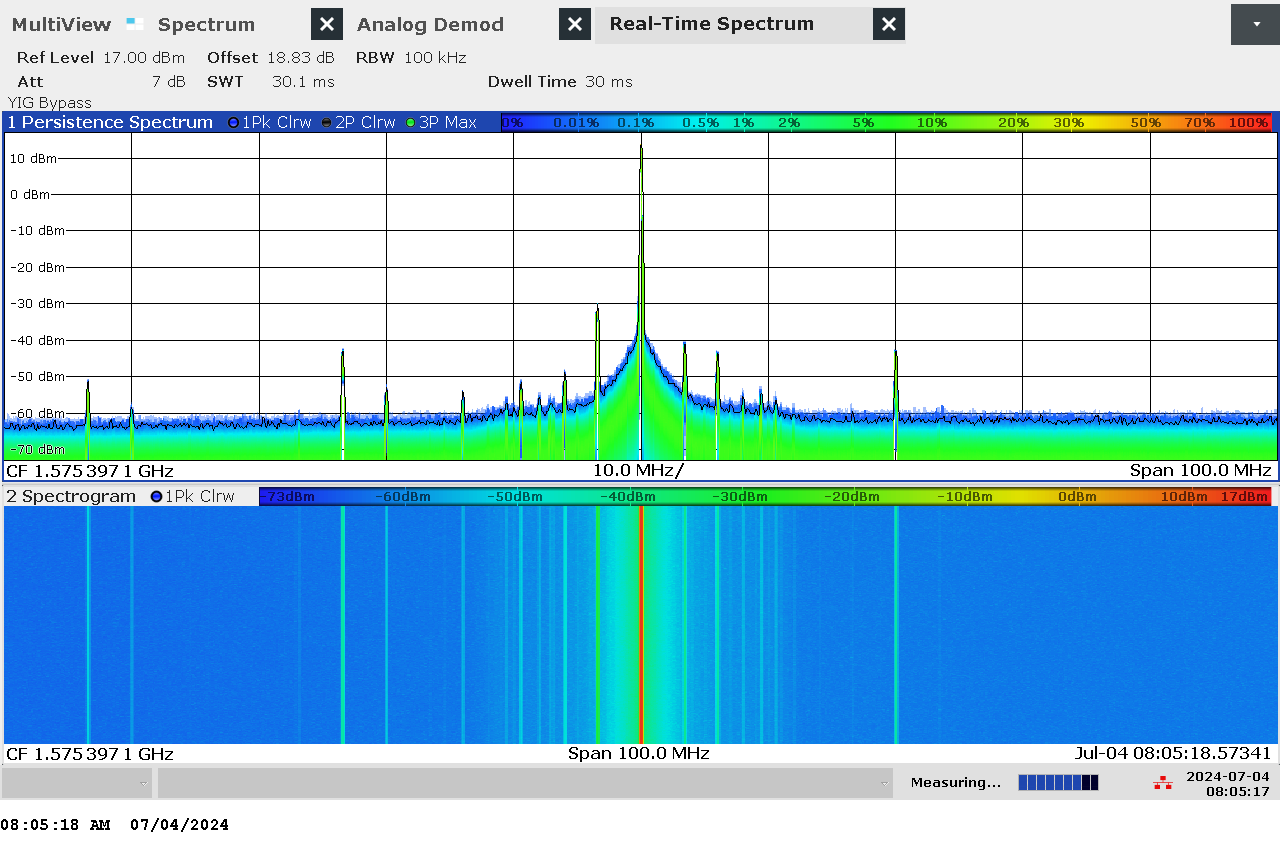 MultiView Spectrum Analog Demod Real-Time Spectrum
Ref Level 17.00 dBm Offset 18.83 dB RBW 100 kHz
Att 7 dB SWT 30.1 ms Dwell Time 30 ms
YIG Bypass
1 Persistence Spectrum 1Pk Clrw 2P Clrw 3P Max 0% 0.01% 0.1% 0.5% 1% 2% 5% 10% 20% 30% 50% 70% 100%
10 dBm
0 dBm
-10 dBm
-20 dBm
-30 dBm
-40 dBm
-50 dBm
-60 dBm
-70 dBm
CF 1.575 397 1 GHz 10.0 MHz/ Span 100.0 MHz
2 Spectrogram 1Pk Clrw -73dBm -60dBm -50dBm -40dBm -30dBm -20dBm -10dBm 0dBm 10dBm 17dBm
CF 1.575 397 1 GHz Span 100.0 MHz Jul-04 08:05:18.57341
Measuring... 2024-07-04
08:05:17
08:05:18 AM 07/04/2024